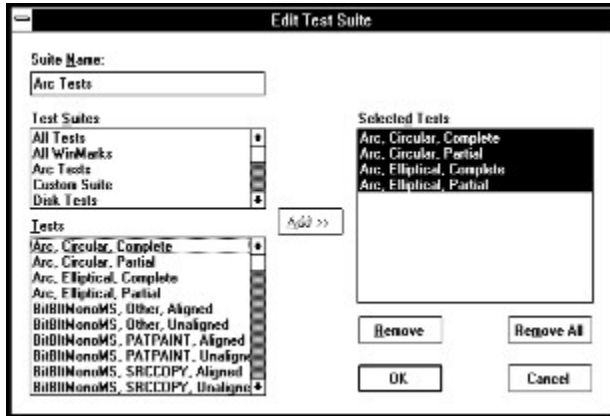 Edit Test Suite
Suite Name:
Arc Tests
Test Suites
All Tests
All WinMarks
Arc Tests
Custom Suite
Disk Tests
Tests
Arc, Circular, Complete
Arc, Circular, Partial
Arc, Elliptical, Complete
Arc, Elliptical, Partial
BitBltMonoMS, Other, Aligned
BitBltMonoMS, Other, Unaligned
BitBltMonoMS, PATPAINT, Aligned
BitBltMonoMS, PATPAINT, Unaligne
BitBltMonoMS, SRCCOPY, Aligned
BitBltMonoMS, SRCCOPY, Unaligne
Add >>
Selected Tests
Arc, Circular, Complete
Arc, Circular, Partial
Arc, Elliptical, Complete
Arc, Elliptical, Partial
Remove
Remove All
OK
Cancel